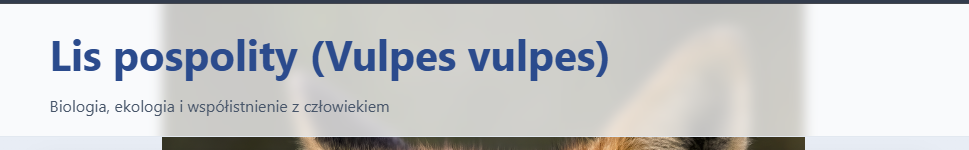 Lis pospolity (Vulpes vulpes)
Biologia, ekologia i współistnienie z człowiekiem